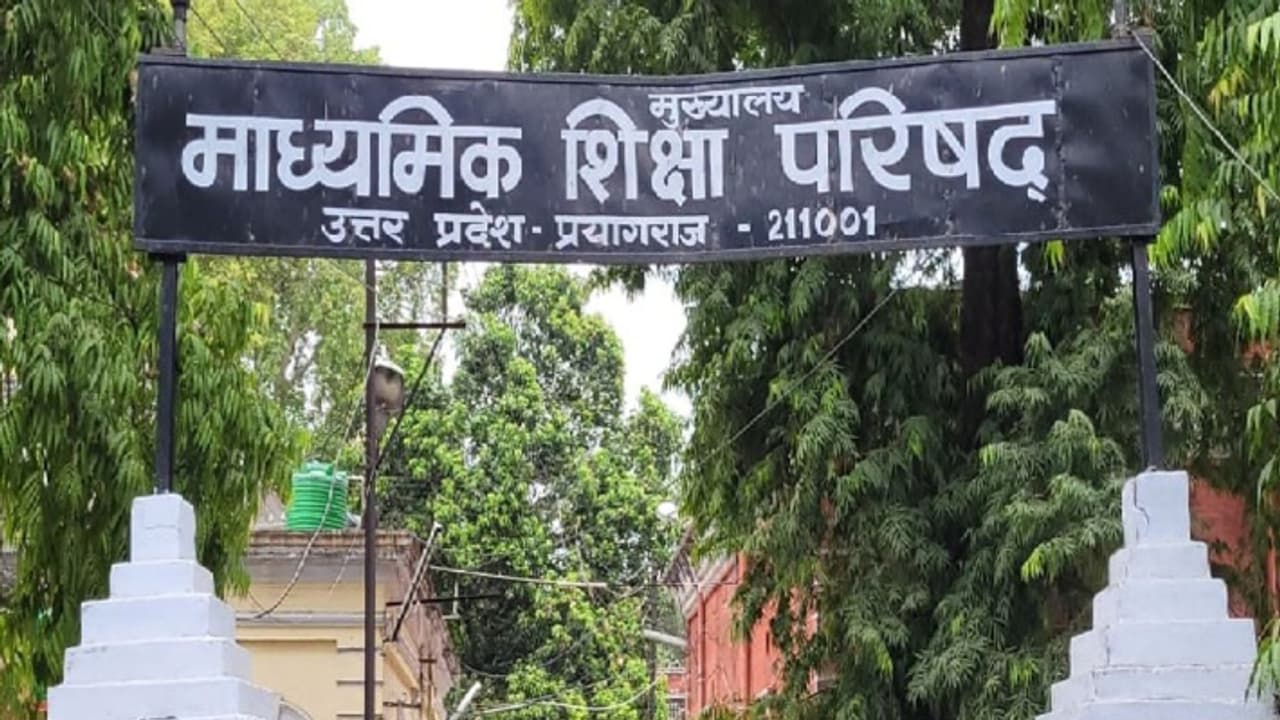 मुख्यालय
माध्यमिक शिक्षा परिषद्
उत्तर प्रदेश - प्रयागराज - 211001